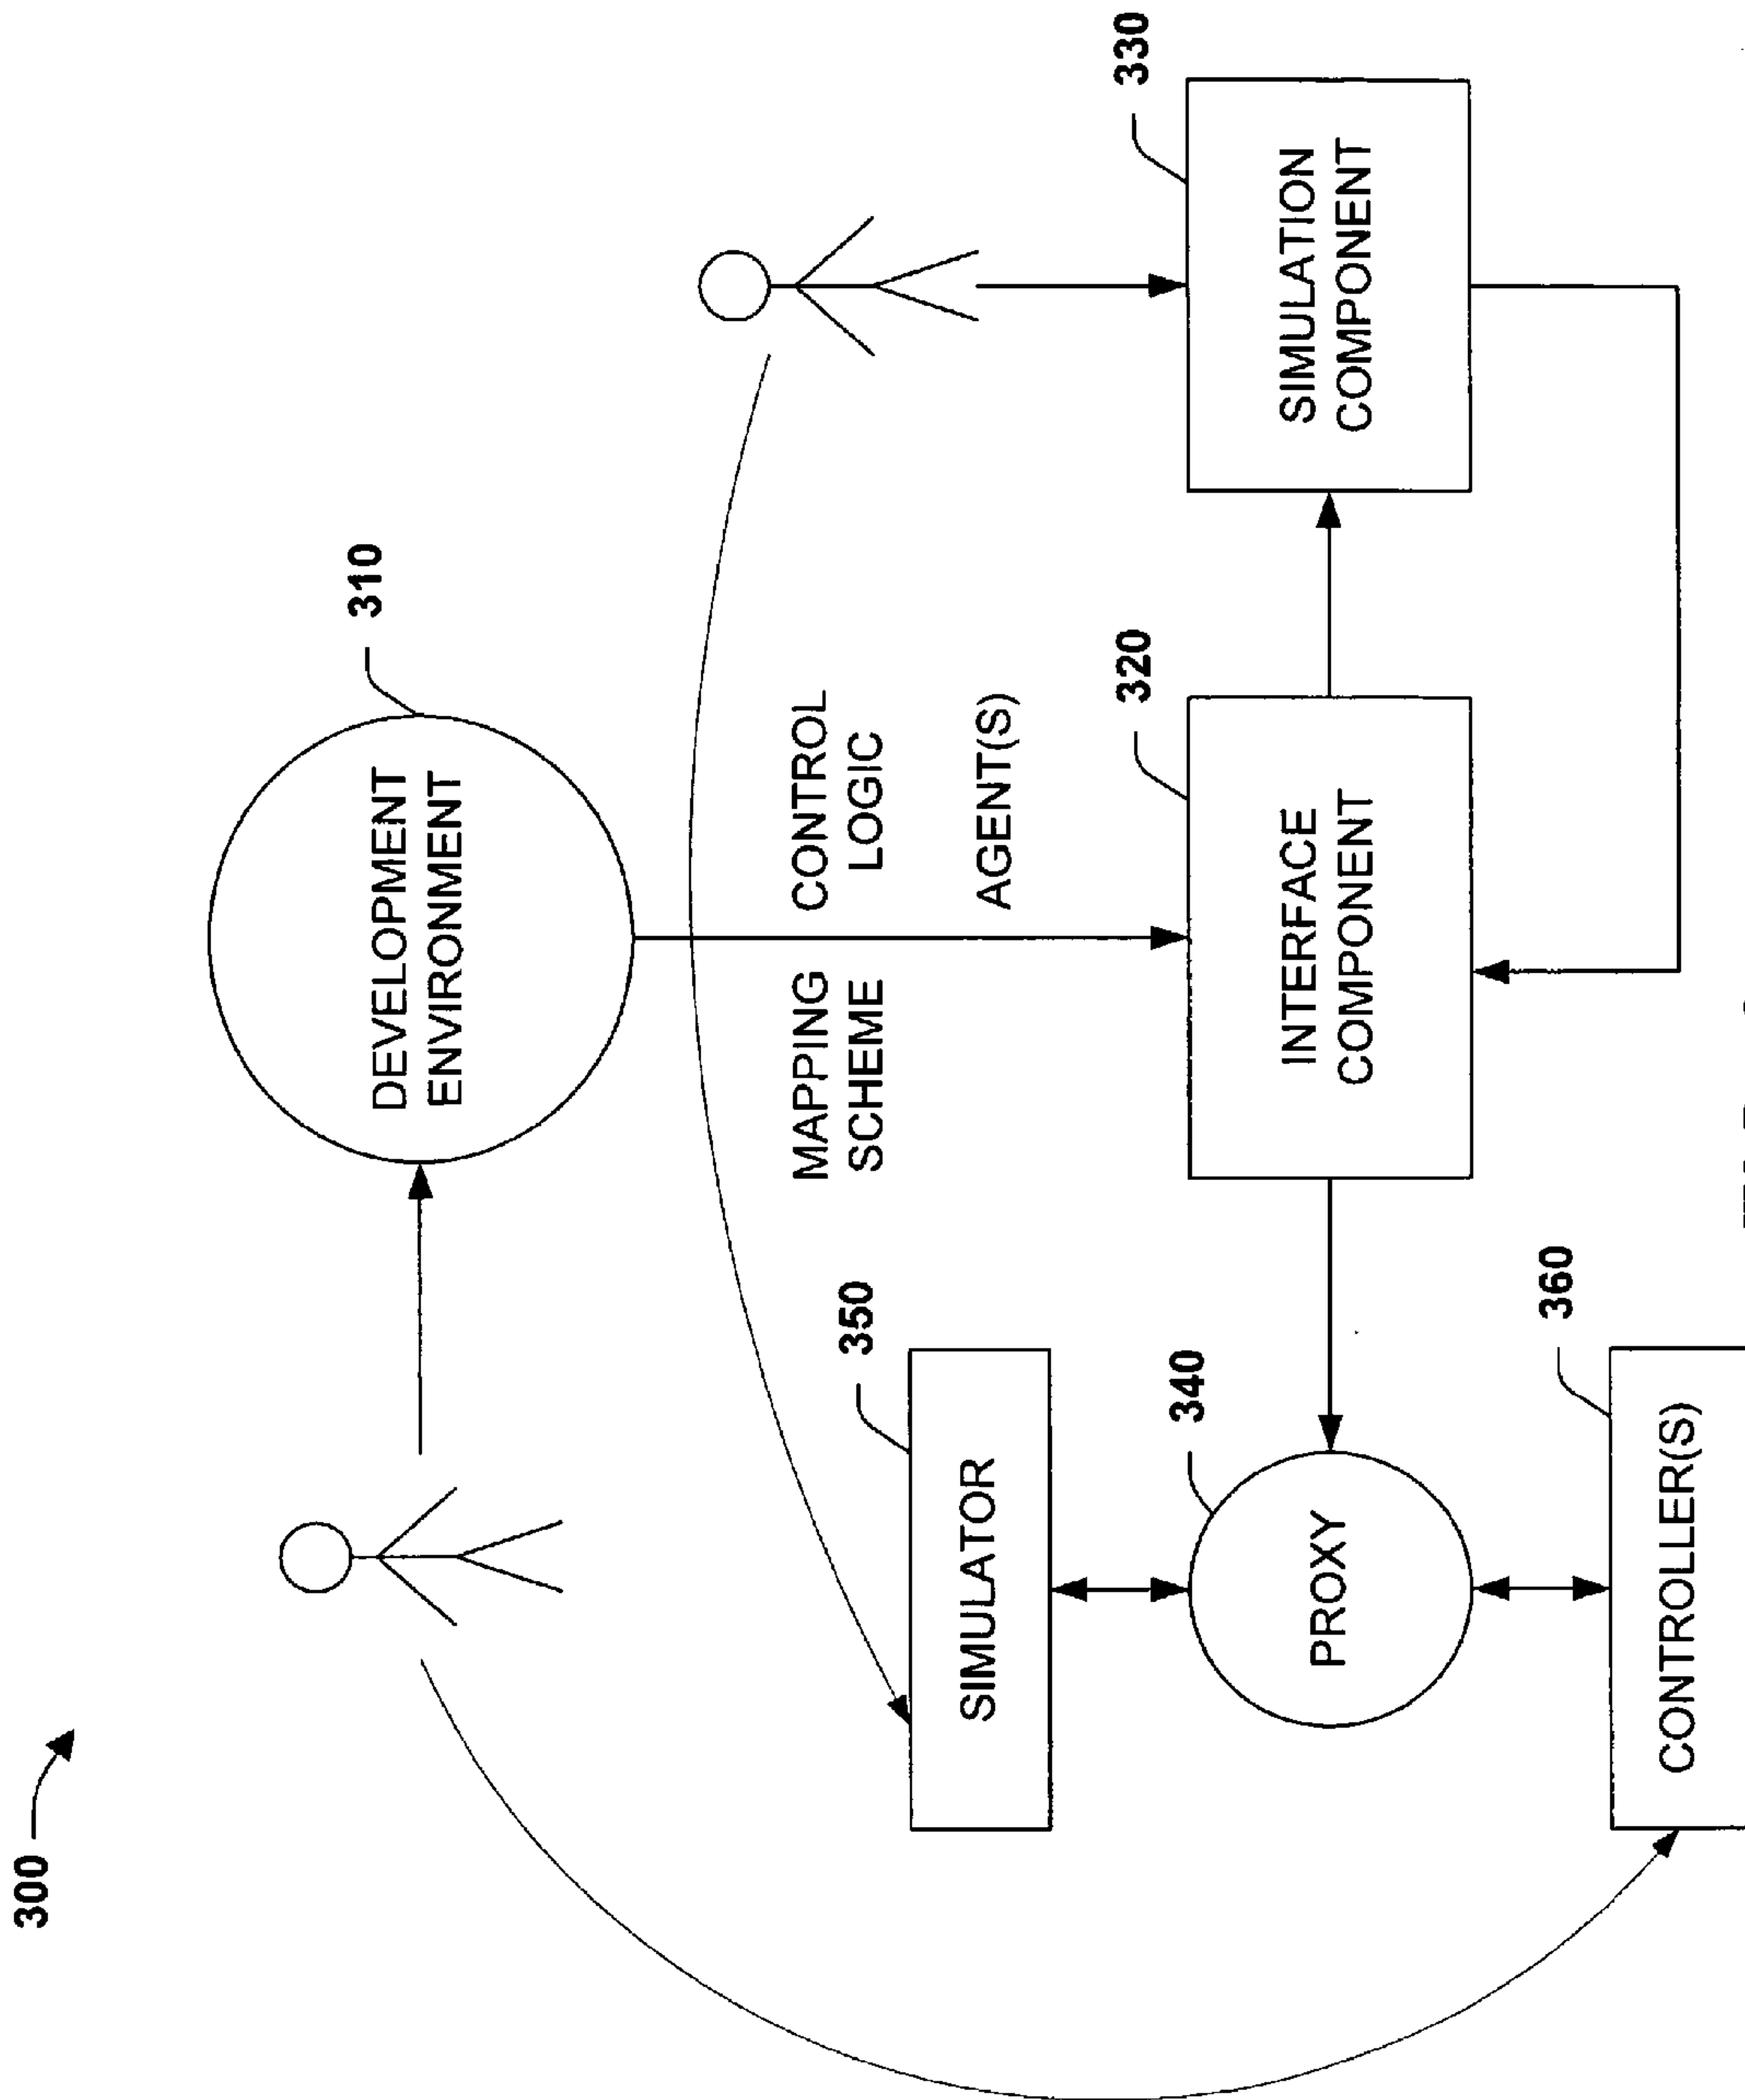 300
310
DEVELOPMENT
ENVIRONMENT
MAPPING
SCHEME
CONTROL
LOGIC
AGENT(S)
350
SIMULATOR
340
PROXY
360
CONTROLLER(S)
320
INTERFACE
COMPONENT
330
SIMULATION
COMPONENT